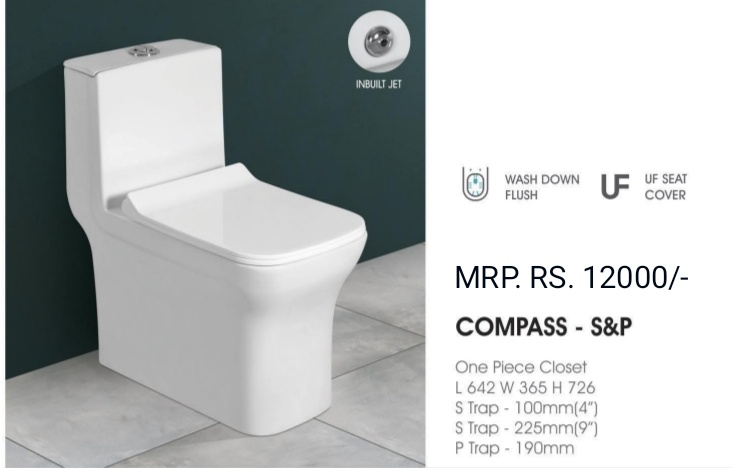 INBUILT JET
WASH DOWN
FLUSH
UF
UF SEAT
COVER
MRP. RS. 12000/-
COMPASS - S&P
One Piece Closet
L 642 W 365 H 726
S Trap - 100mm(4")
S Trap - 225mm(9")
P Trap - 190mm